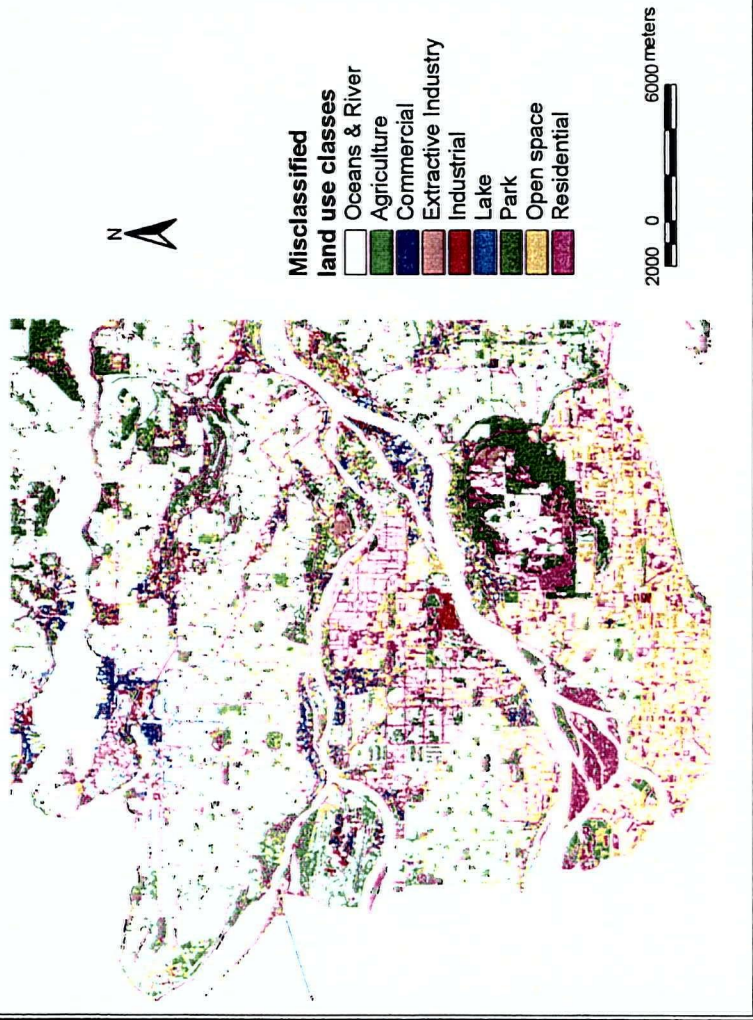 N
Misclassified
land use classes
Oceans & River
Agriculture
Commercial
Extractive Industry
Industrial
Lake
Park
Open space
Residential
2000 0 6000 meters